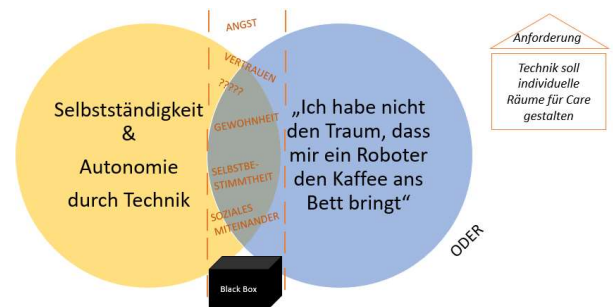 ANGST
VERTRAUEN
?????
GEWOHNHEIT
SELBSTBE-
STIMMTHEIT
SOZIALES
MITEINANDER
Black Box
Selbstständigkeit
&
Autonomie
durch Technik
„Ich habe nicht
den Traum, dass
mir ein Roboter
den Kaffee ans
Bett bringt“
ODER
Anforderung
Technik soll
individuelle
Räume für Care
gestalten